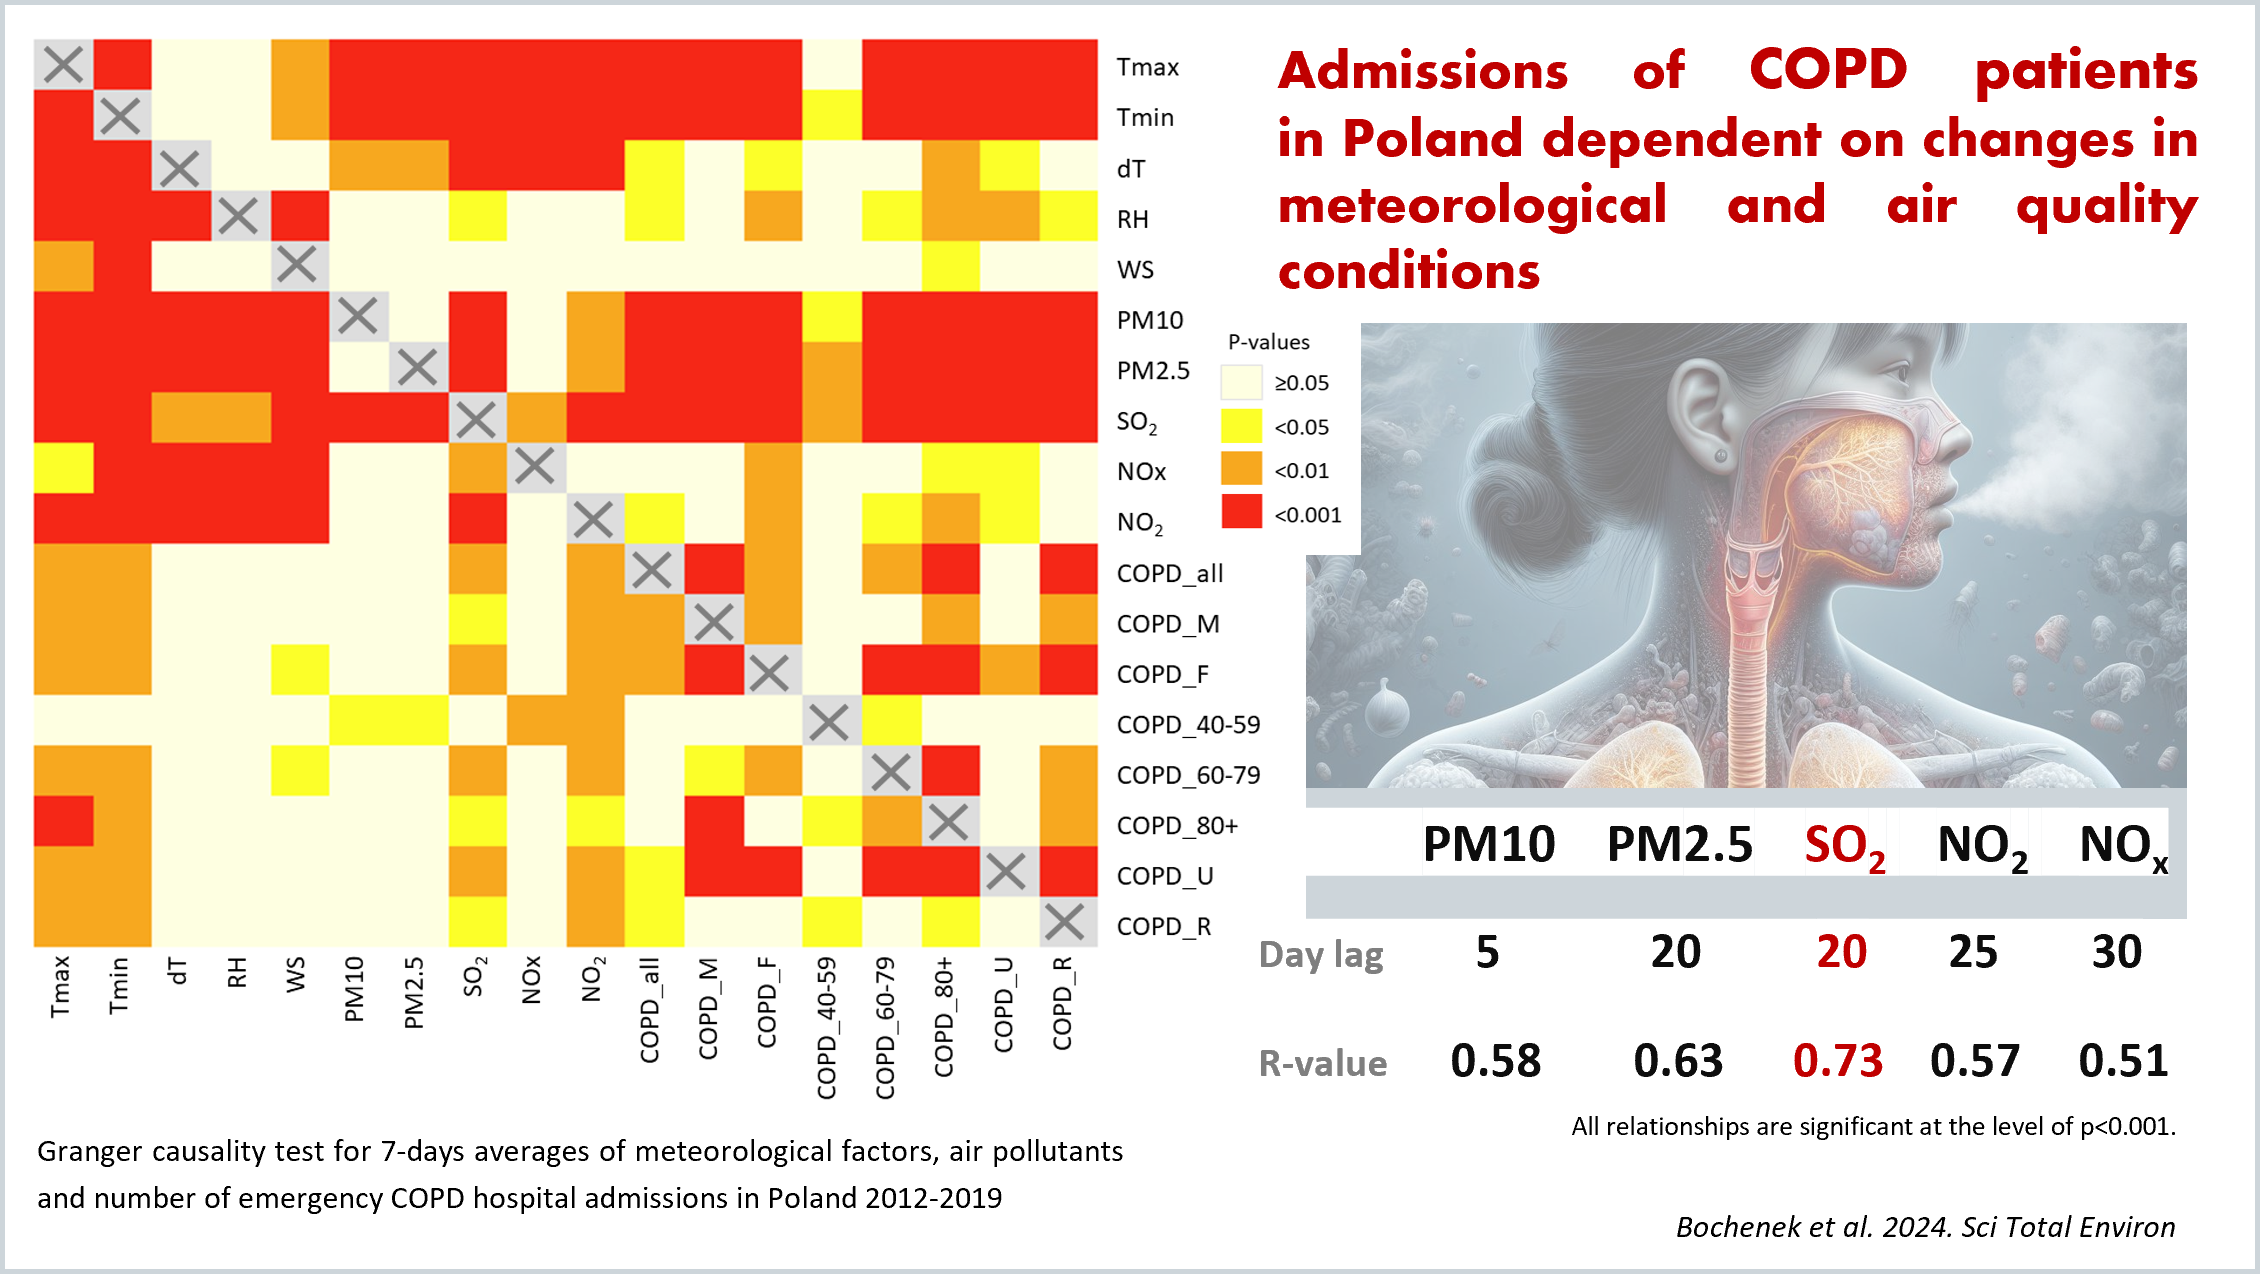 Admissions of COPD patients
in Poland dependent on changes in
meteorological and air quality
conditions
Tmax
Tmin
dT
RH
WS
PM10
PM2.5
SO₂
NOx
NO₂
COPD_all
COPD_M
COPD_F
COPD_40-59
COPD_60-79
COPD_80+
COPD_U
COPD_R
Tmax
Tmin
dT
RH
WS
PM10
PM2.5
SO₂
NOx
NO₂
COPD_all
COPD_M
COPD_F
COPD_40-59
COPD_60-79
COPD_80+
COPD_U
COPD_R
P-values
≥0.05
<0.05
<0.01
<0.001
Granger causality test for 7-days averages of meteorological factors, air pollutants
and number of emergency COPD hospital admissions in Poland 2012-2019
PM10 PM2.5 SO₂ NO₂ NOₓ
Day lag 5 20 20 25 30
R-value 0.58 0.63 0.73 0.57 0.51
All relationships are significant at the level of p<0.001.
Bochenek et al. 2024. Sci Total Environ